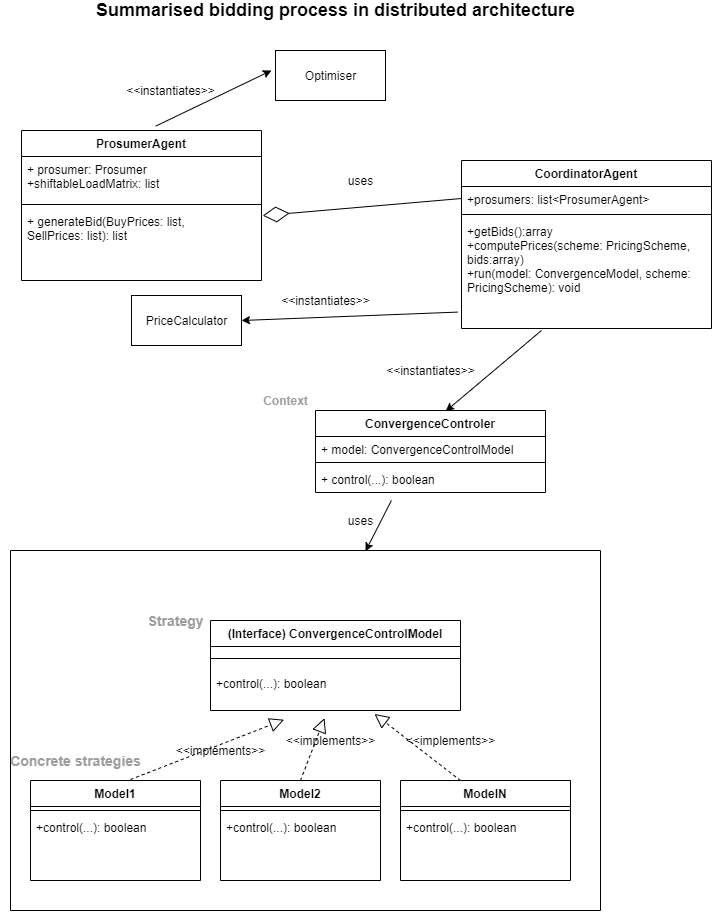 Summarised bidding process in distributed architecture
Optimiser
<<instantiates>>
ProsumerAgent
+ prosumer: Prosumer
+shiftableLoadMatrix: list
+ generateBid(BuyPrices: list,
SellPrices: list): list
uses
CoordinatorAgent
+prosumers: list<ProsumerAgent>
+getBids():array
+computePrices(scheme: PricingScheme,
bids:array)
+run(model: ConvergenceModel, scheme:
PricingScheme): void
<<instantiates>>
PriceCalculator
<<instantiates>>
Context
ConvergenceControler
+ model: ConvergenceControlModel
+ control(...): boolean
uses
Strategy
(Interface) ConvergenceControlModel
+control(...): boolean
<<implements>>
<<implements>>
<<implements>>
Concrete strategies
Model1
+control(...): boolean
Model2
+control(...): boolean
ModelN
+control(...): boolean